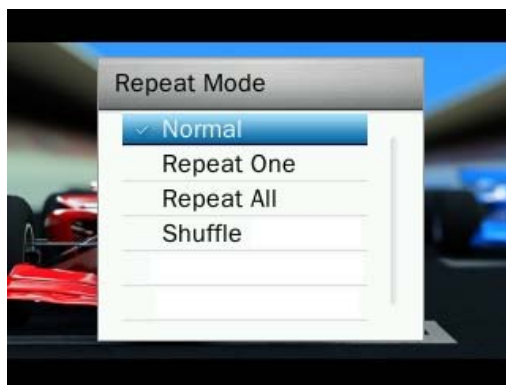 Repeat Mode
Normal
Repeat One
Repeat All
Shuffle